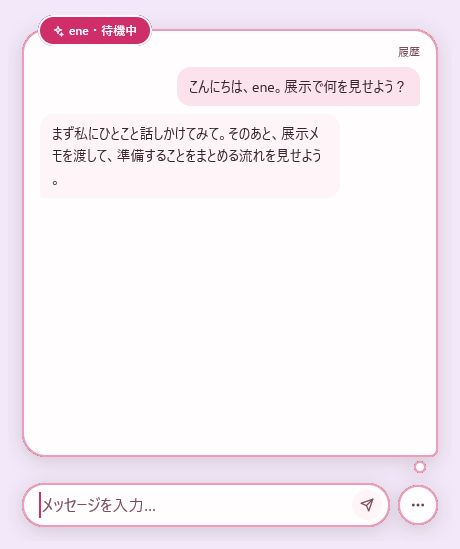 ene・待機中
履歴
こんにちは、ene。展示で何を見せよう？
まず私にひとこと話しかけてみて。そのあと、展示メ
モを渡して、準備することをまとめる流れを見せよう
。
メッセージを入力...